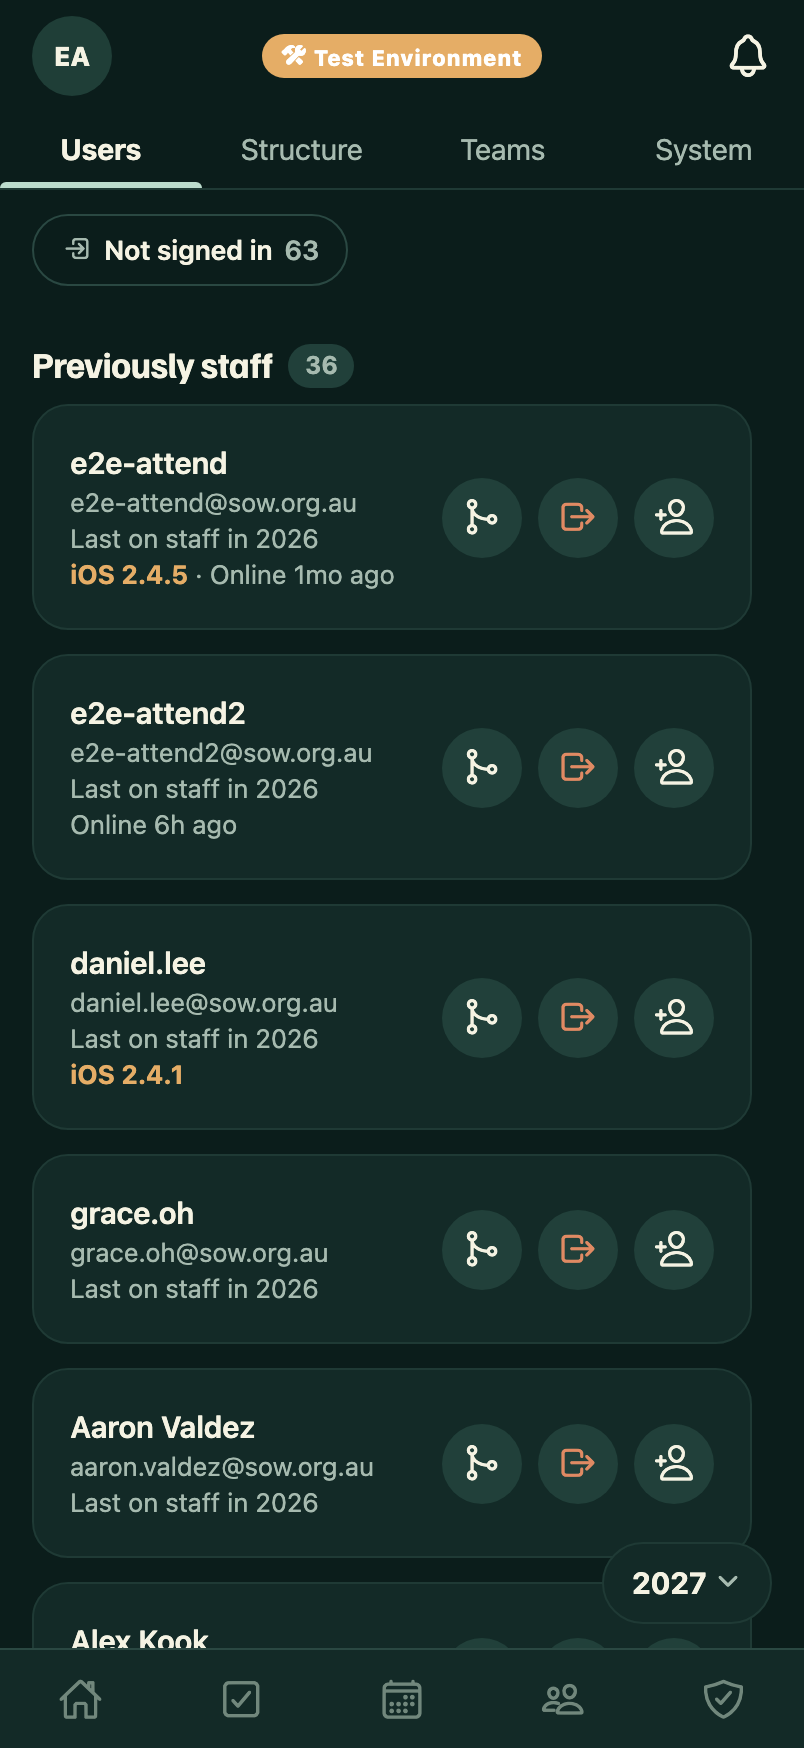 EA
🛠 Test Environment
Users Structure Teams System
Not signed in 63
Previously staff 36
e2e-attend
e2e-attend@sow.org.au
Last on staff in 2026
iOS 2.4.5 · Online 1mo ago
e2e-attend2
e2e-attend2@sow.org.au
Last on staff in 2026
Online 6h ago
daniel.lee
daniel.lee@sow.org.au
Last on staff in 2026
iOS 2.4.1
grace.oh
grace.oh@sow.org.au
Last on staff in 2026
Aaron Valdez
aaron.valdez@sow.org.au
Last on staff in 2026
2027
Alex Kook